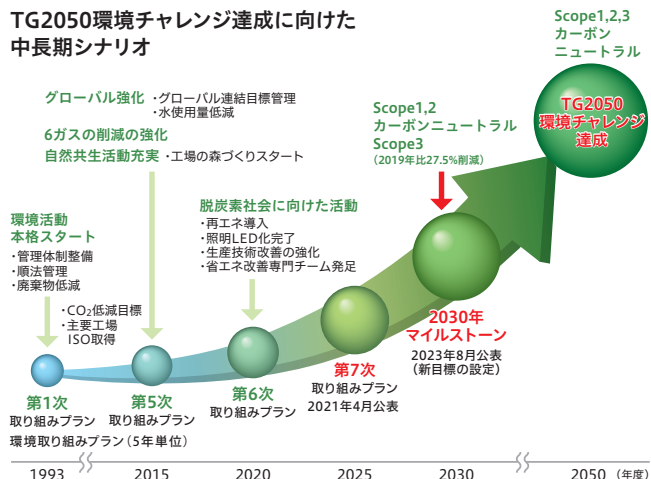 TG2050環境チャレンジ達成に向けた
中長期シナリオ
Scope1,2,3
カーボン
ニュートラル
TG2050
環境チャレンジ
達成
グローバル強化
・グローバル連結目標管理
・水使用量低減
6ガスの削減の強化
自然共生活動充実
・工場の森づくりスタート
Scope1,2
カーボンニュートラル
Scope3
(2019年比27.5%削減)
環境活動
本格スタート
・管理体制整備
・順法管理
・廃棄物低減
・CO2低減目標
・主要工場
ISO取得
脱炭素社会に向けた活動
・再エネ導入
・照明LED化完了
・生産技術改善の強化
・省エネ改善専門チーム発足
第1次
取り組みプラン
第5次
取り組みプラン
第6次
取り組みプラン
第7次
取り組みプラン
2021年4月公表
2030年
マイルストーン
2023年8月公表
(新目標の設定)
環境取り組みプラン(5年単位)
1993 2015 2020 2025 2030 2050 (年度)